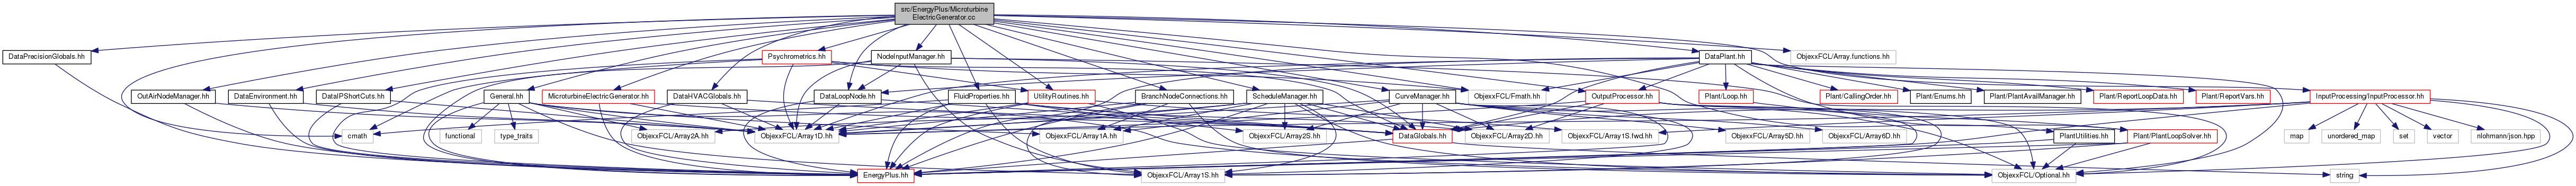 src/EnergyPlus/Microturbine
ElectricGenerator.cc
DataPrecisionGlobals.hh
Psychrometrics.hh
NodeInputManager.hh
ObjexxFCL/Array.functions.hh
DataPlant.hh
OutAirNodeManager.hh
DataEnvironment.hh
DataIPShortCuts.hh
General.hh
MicroturbineElectricGenerator.hh
DataHVACGlobals.hh
DataLoopNode.hh
FluidProperties.hh
UtilityRoutines.hh
BranchNodeConnections.hh
ScheduleManager.hh
CurveManager.hh
ObjexxFCL/Fmath.hh
OutputProcessor.hh
Plant/Loop.hh
Plant/CallingOrder.hh
Plant/Enums.hh
Plant/PlantAvailManager.hh
Plant/ReportLoopData.hh
Plant/ReportVars.hh
InputProcessing/InputProcessor.hh
cmath
functional
type_traits
ObjexxFCL/Array2A.hh
ObjexxFCL/Array1D.hh
ObjexxFCL/Array1A.hh
ObjexxFCL/Array2S.hh
DataGlobals.hh
ObjexxFCL/Array2D.hh
ObjexxFCL/Array1S.fwd.hh
ObjexxFCL/Array5D.hh
ObjexxFCL/Array6D.hh
PlantUtilities.hh
Plant/PlantLoopSolver.hh
map
unordered_map
set
vector
nlohmann/json.hpp
EnergyPlus.hh
ObjexxFCL/Array1S.hh
ObjexxFCL/Optional.hh
string